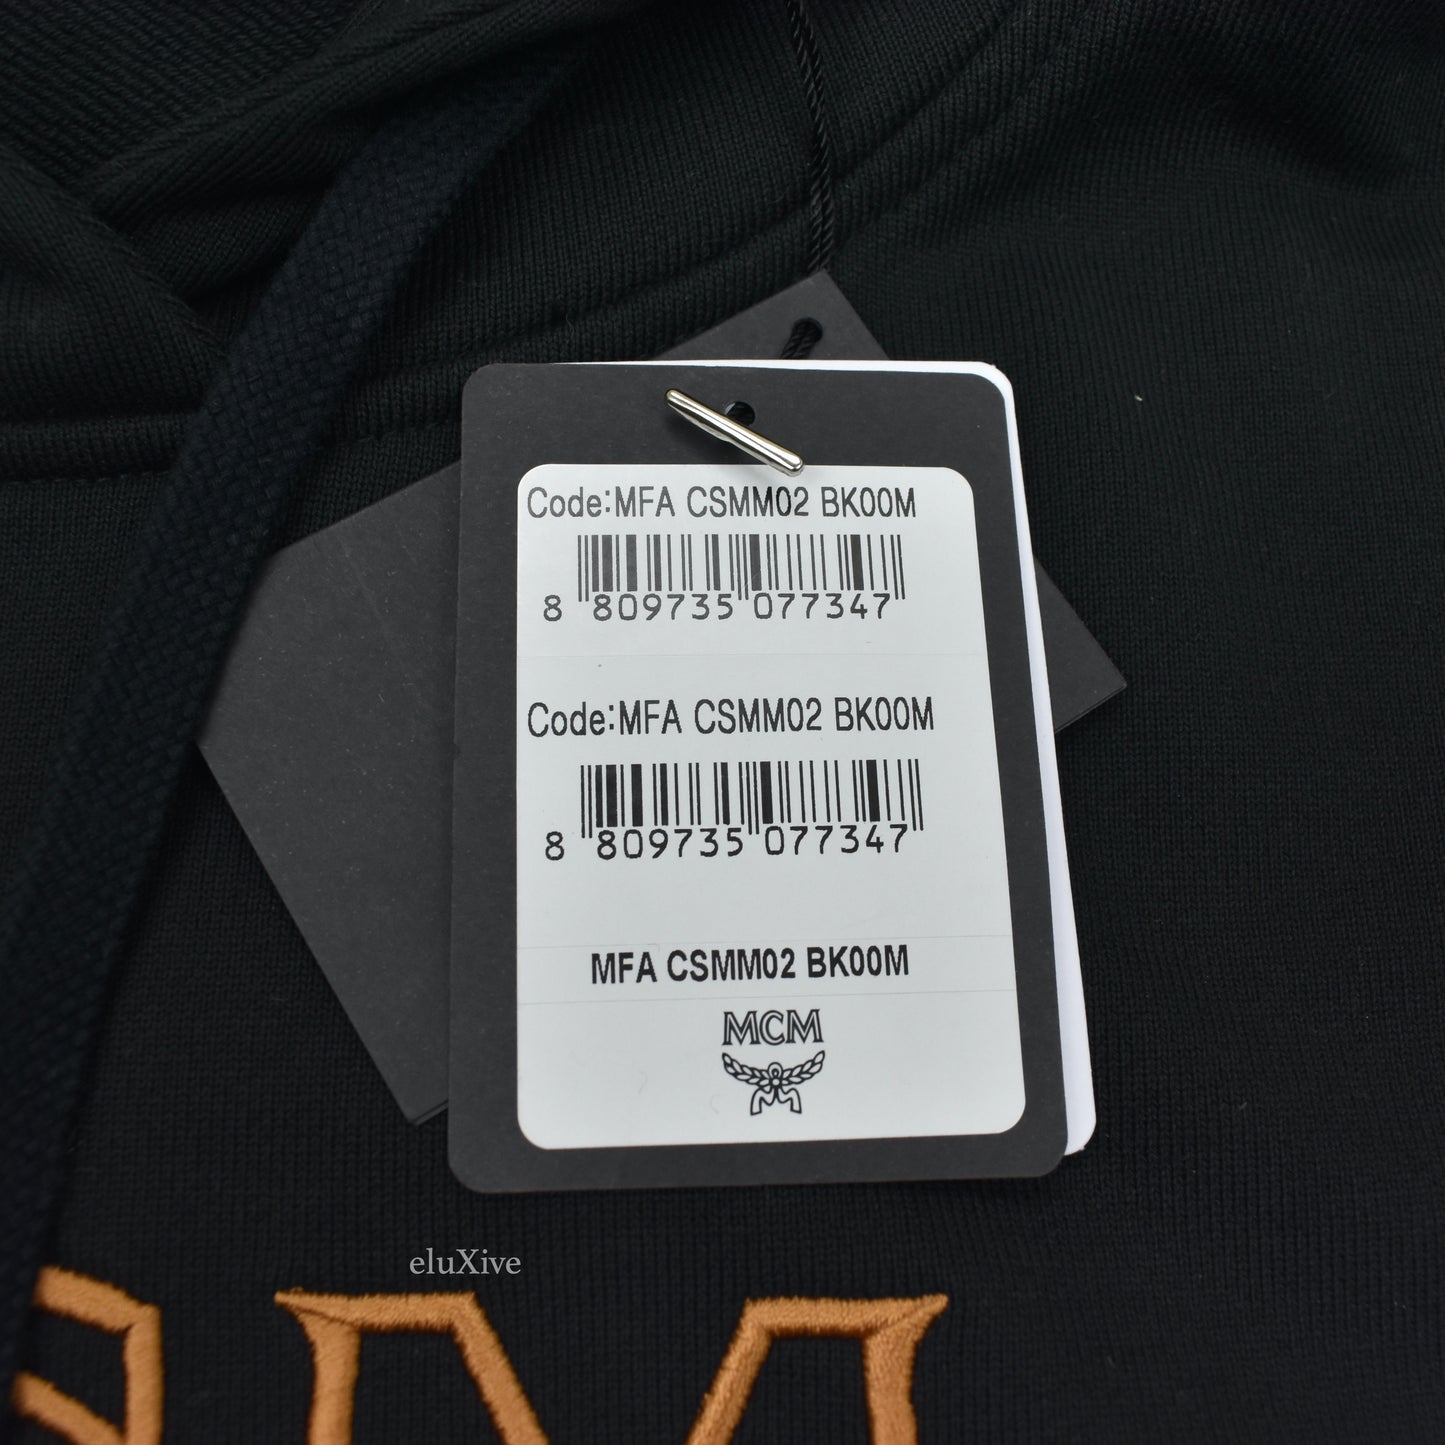 Code:MFA CSMM02 BK00M
8 809735 077347
Code:MFA CSMM02 BK00M
8 809735 077347
MFA CSMM02 BK00M
MCM
eluXive
CM